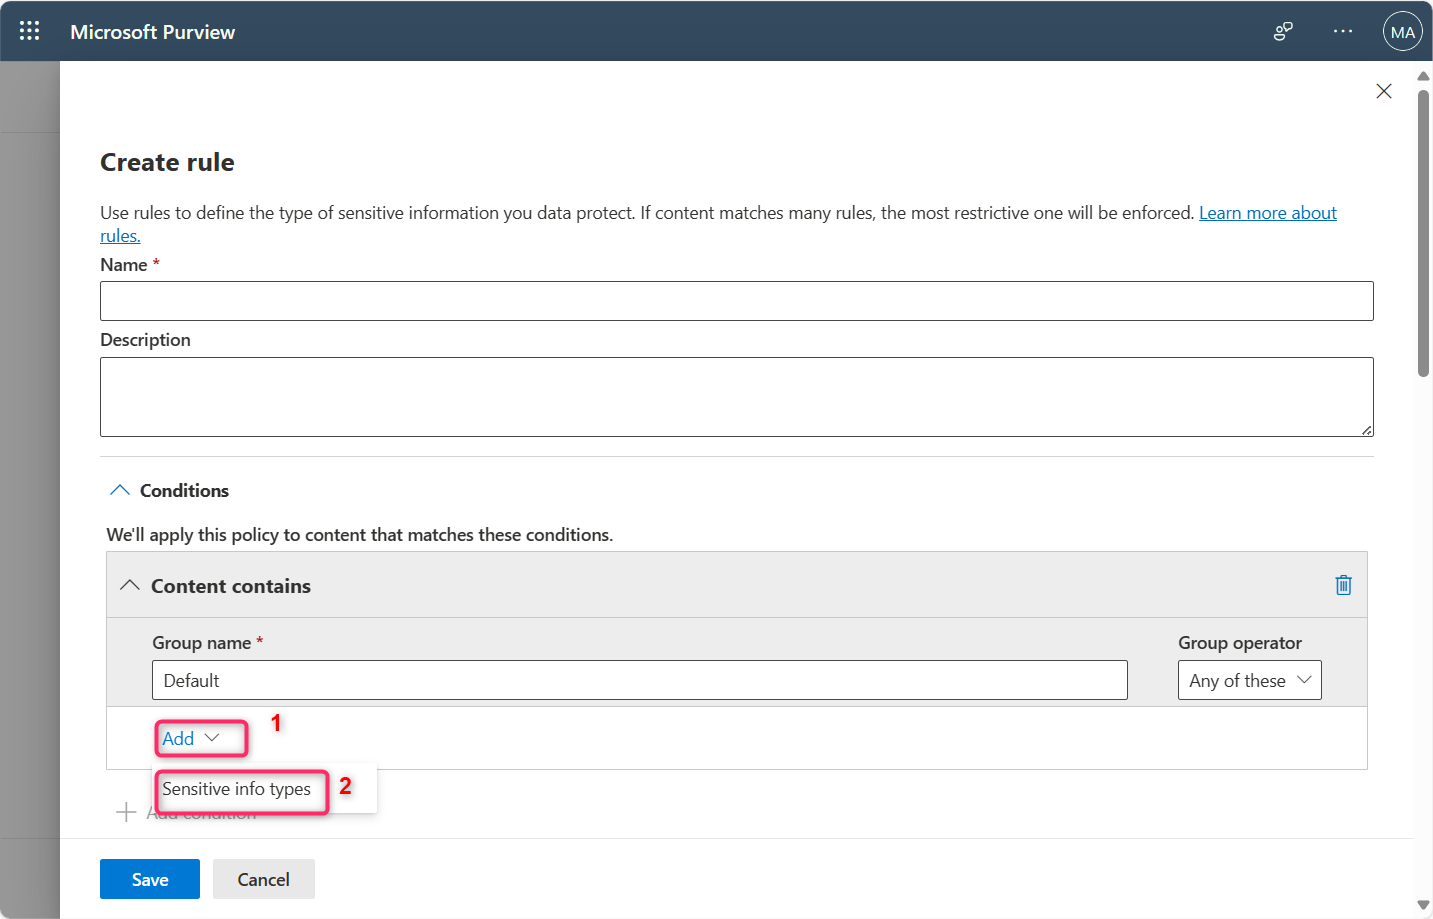 Microsoft Purview
MA
Create rule
Use rules to define the type of sensitive information you data protect. If content matches many rules, the most restrictive one will be enforced. Learn more about
rules.
Name *
Description
Conditions
We'll apply this policy to content that matches these conditions.
Content contains
Group name *
Group operator
Default
Any of these
Add
1
Sensitive info types
2
Add condition
Save
Cancel